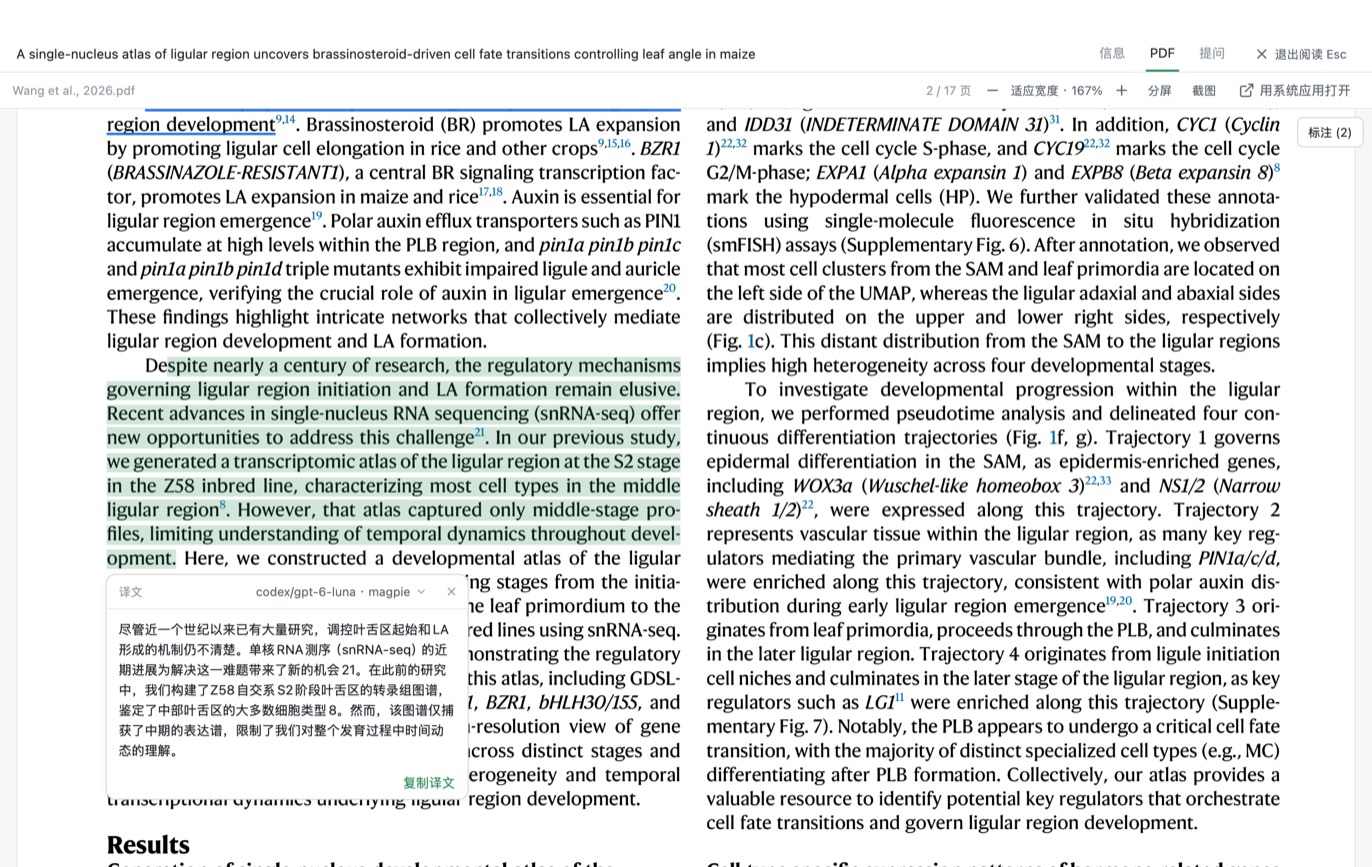 A single-nucleus atlas of ligular region uncovers brassinosteroid-driven cell fate transitions controlling leaf angle in maize
信息 PDF 提问 × 退出阅读 Esc
Wang et al., 2026.pdf
2 / 17 页 — 适应宽度 · 167% + 分屏 截图 用系统应用打开
标注 (2)
region development9,14. Brassinosteroid (BR) promotes LA expansion
by promoting ligular cell elongation in rice and other crops9,15,16. BZR1
(BRASSINAZOLE-RESISTANT1), a central BR signaling transcription fac-
tor, promotes LA expansion in maize and rice17,18. Auxin is essential for
ligular region emergence19. Polar auxin efflux transporters such as PIN1
accumulate at high levels within the PLB region, and pin1a pin1b pin1c
and pin1a pin1b pin1d triple mutants exhibit impaired ligule and auricle
emergence, verifying the crucial role of auxin in ligular emergence20.
These findings highlight intricate networks that collectively mediate
ligular region development and LA formation.
Despite nearly a century of research, the regulatory mechanisms
governing ligular region initiation and LA formation remain elusive.
Recent advances in single-nucleus RNA sequencing (snRNA-seq) offer
new opportunities to address this challenge21. In our previous study,
we generated a transcriptomic atlas of the ligular region at the S2 stage
in the Z58 inbred line, characterizing most cell types in the middle
ligular region8. However, that atlas captured only middle-stage pro-
files, limiting understanding of temporal dynamics throughout devel-
opment. Here, we constructed a developmental atlas of the ligular
ing stages from the initia-
he leaf primordium to the
red lines using snRNA-seq.
nonstrating the regulatory
this atlas, including GDSL-
1, BZR1, bHLH30/155, and
-resolution view of gene
across distinct stages and
erogeneity and temporal
transcriptional dynamics underlying ligular region development.
译文 codex/gpt-6-luna · magpie ×
尽管近一个世纪以来已有大量研究，调控叶舌区起始和 LA
形成的机制仍不清楚。单核 RNA 测序（snRNA-seq）的近
期进展为解决这一难题带来了新的机会 21。在此前的研究
中，我们构建了 Z58 自交系 S2 阶段叶舌区的转录组图谱，
鉴定了中部叶舌区的大多数细胞类型 8。然而，该图谱仅捕
获了中期的表达谱，限制了我们对整个发育过程中时间动
态的理解。
复制译文
Results
and IDD31 (INDETERMINATE DOMAIN 31)31. In addition, CYC1 (Cyclin
1)22,32 marks the cell cycle S-phase, and CYC1922,32 marks the cell cycle
G2/M-phase; EXPA1 (Alpha expansin 1) and EXPB8 (Beta expansin 8)8
mark the hypodermal cells (HP). We further validated these annota-
tions using single-molecule fluorescence in situ hybridization
(smFISH) assays (Supplementary Fig. 6). After annotation, we observed
that most cell clusters from the SAM and leaf primordia are located on
the left side of the UMAP, whereas the ligular adaxial and abaxial sides
are distributed on the upper and lower right sides, respectively
(Fig. 1c). This distant distribution from the SAM to the ligular regions
implies high heterogeneity across four developmental stages.
To investigate developmental progression within the ligular
region, we performed pseudotime analysis and delineated four con-
tinuous differentiation trajectories (Fig. 1f, g). Trajectory 1 governs
epidermal differentiation in the SAM, as epidermis-enriched genes,
including WOX3a (Wuschel-like homeobox 3)22,33 and NS1/2 (Narrow
sheath 1/2)22, were expressed along this trajectory. Trajectory 2
represents vascular tissue within the ligular region, as many key reg-
ulators mediating the primary vascular bundle, including PIN1a/c/d,
were enriched along this trajectory, consistent with polar auxin dis-
tribution during early ligular region emergence19,20. Trajectory 3 ori-
ginates from leaf primordia, proceeds through the PLB, and culminates
in the later ligular region. Trajectory 4 originates from ligule initiation
cell niches and culminates in the later stage of the ligular region, as key
regulators such as LG111 were enriched along this trajectory (Supple-
mentary Fig. 7). Notably, the PLB appears to undergo a critical cell fate
transition, with the majority of distinct specialized cell types (e.g., MC)
differentiating after PLB formation. Collectively, our atlas provides a
valuable resource to identify potential key regulators that orchestrate
cell fate transitions and govern ligular region development.